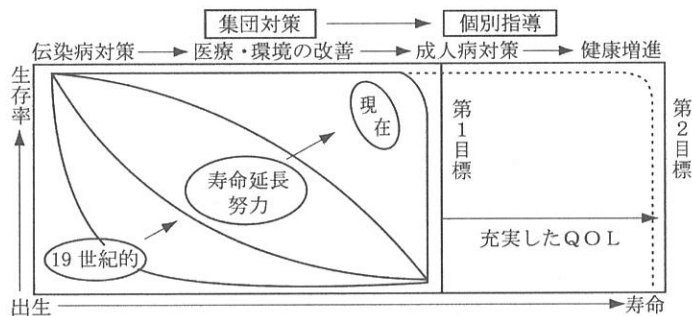 集団対策
個別指導
伝染病対策
医療・環境の改善
成人病対策
健康増進
生存率
現在
第1目標
第2目標
寿命延長
努力
充実したQOL
19世紀的
出生
寿命